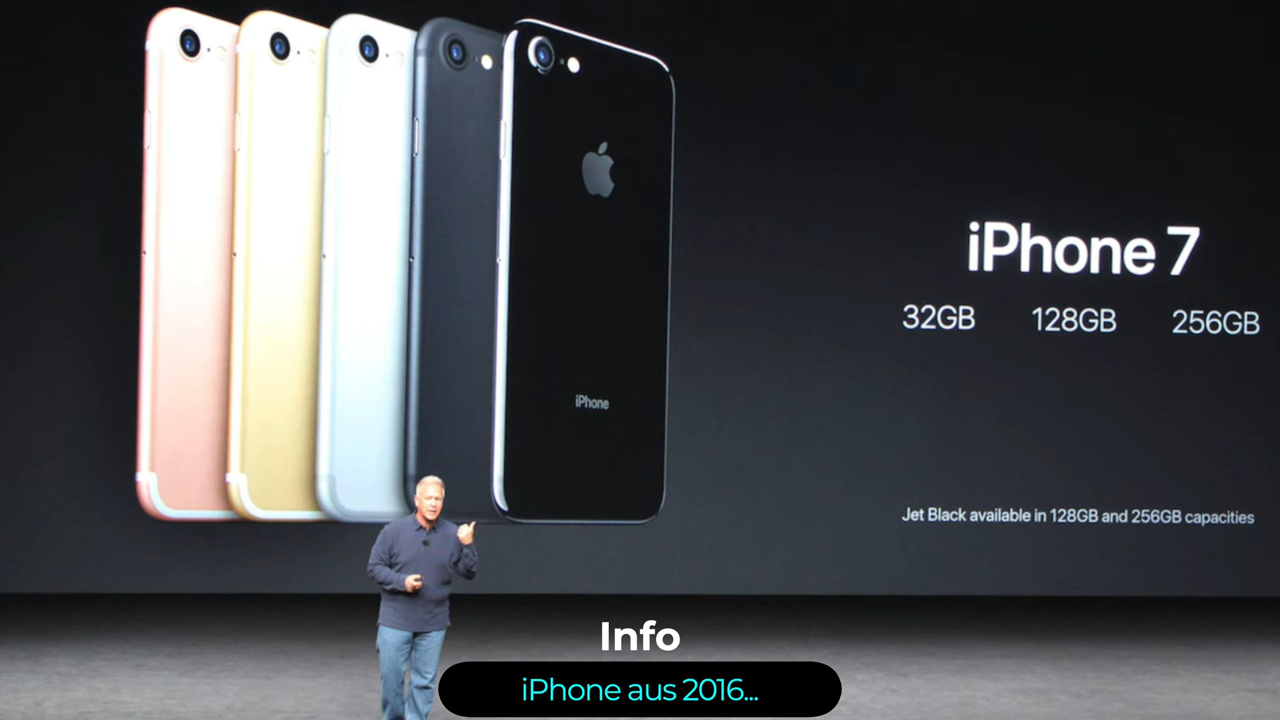 iPhone 7
32GB 128GB 256GB
iPhone
Jet Black available in 128GB and 256GB capacities
Info
iPhone aus 2016...